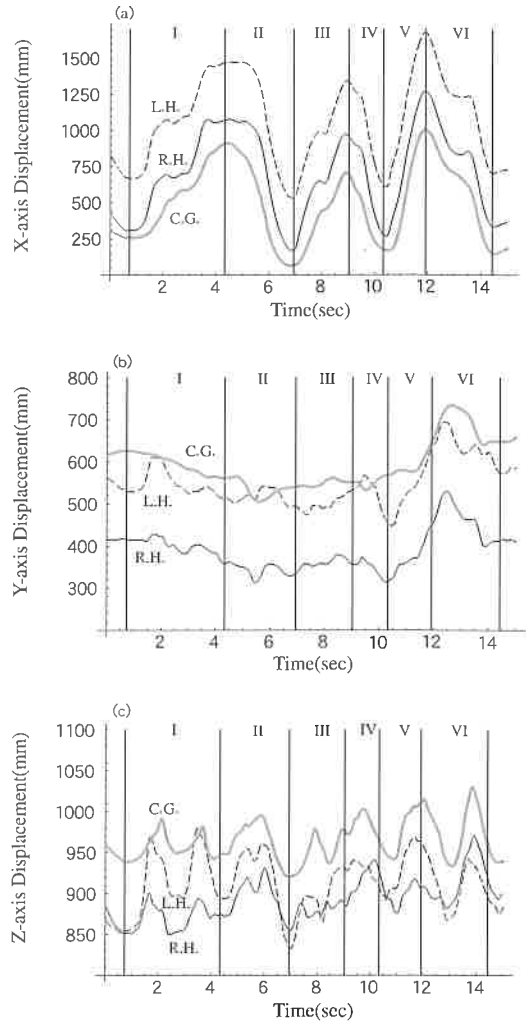 (a)
I II III IV V VI
1500
1250
1000
750
500
250
L.H.
R.H.
C.G.
X-axis Displacement(mm)
2 4 6 8 10 12 14
Time(sec)
(b)
I II III IV V VI
800
700
600
500
400
300
C.G.
L.H.
R.H.
Y-axis Displacement(mm)
0 2 4 6 8 10 12 14
Time(sec)
(c)
I II III IV V VI
1100
1050
1000
950
900
850
C.G.
L.H.
R.H.
Z-axis Displacement(mm)
0 2 4 6 8 10 12 14
Time(sec)